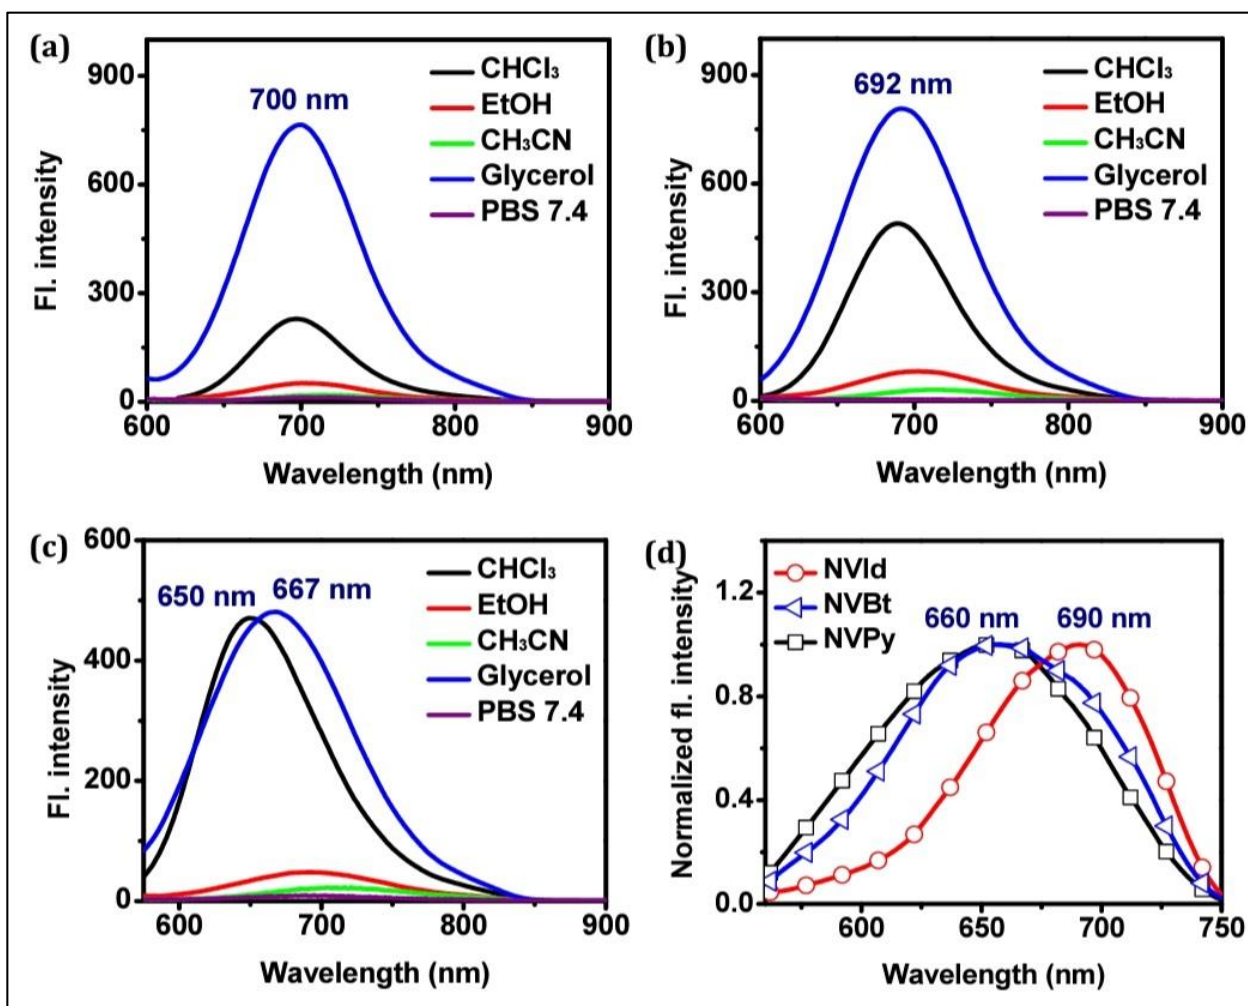 (a)
900
600
300
0
600 700 800 900
Fl. intensity
Wavelength (nm)
700 nm
CHCl₃
EtOH
CH₃CN
Glycerol
PBS 7.4
(b)
900
600
300
0
600 700 800 900
Fl. intensity
Wavelength (nm)
692 nm
CHCl₃
EtOH
CH₃CN
Glycerol
PBS 7.4
(c)
600
400
200
0
600 700 800 900
Fl. intensity
Wavelength (nm)
650 nm 667 nm
CHCl₃
EtOH
CH₃CN
Glycerol
PBS 7.4
(d)
1.2
0.8
0.4
0.0
600 650 700 750
Normalized fl. intensity
Wavelength (nm)
NVId
NVBt
NVPy
660 nm 690 nm